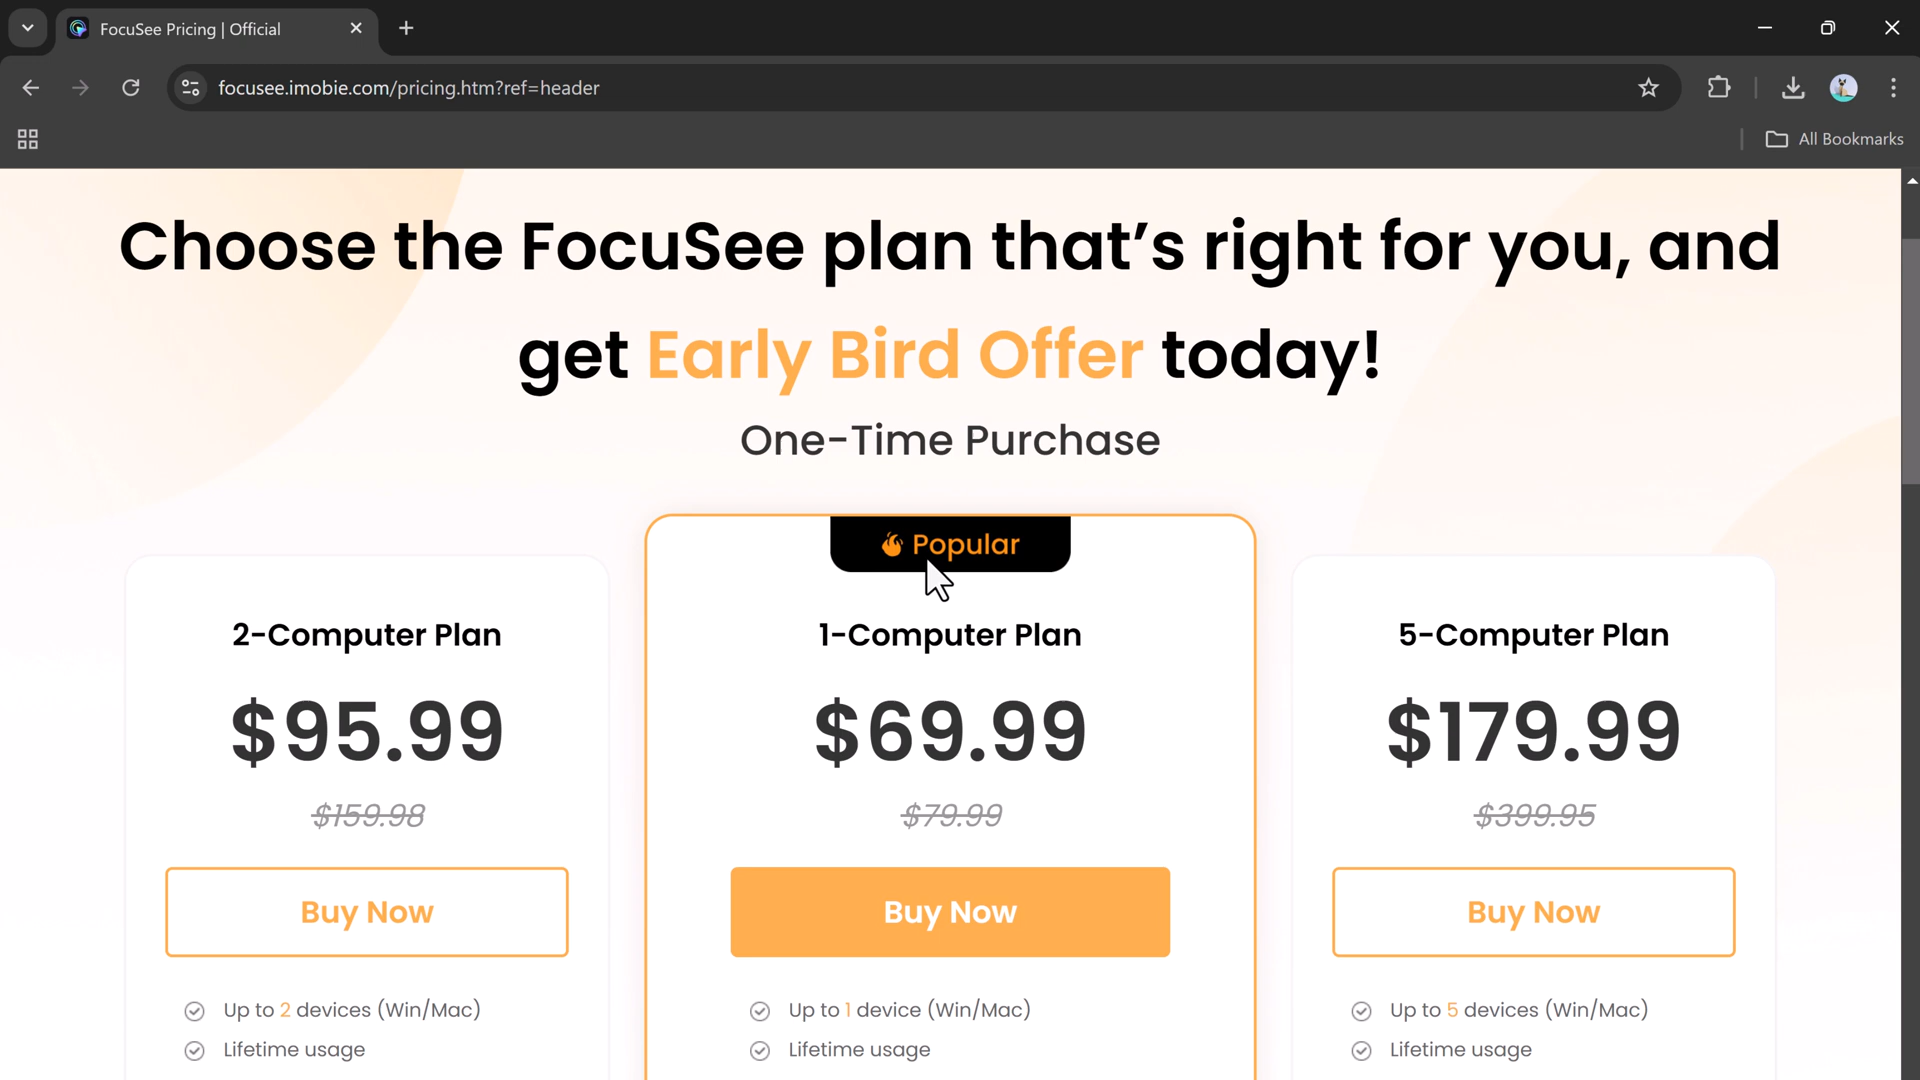 FocuSee Pricing | Official
focusee.imobie.com/pricing.htm?ref=header
All Bookmarks
Choose the FocuSee plan that’s right for you, and
get Early Bird Offer today!
One-Time Purchase
Popular
2-Computer Plan
$95.99
$159.98
Buy Now
Up to 2 devices (Win/Mac)
Lifetime usage
1-Computer Plan
$69.99
$79.99
Buy Now
Up to 1 device (Win/Mac)
Lifetime usage
5-Computer Plan
$179.99
$399.95
Buy Now
Up to 5 devices (Win/Mac)
Lifetime usage